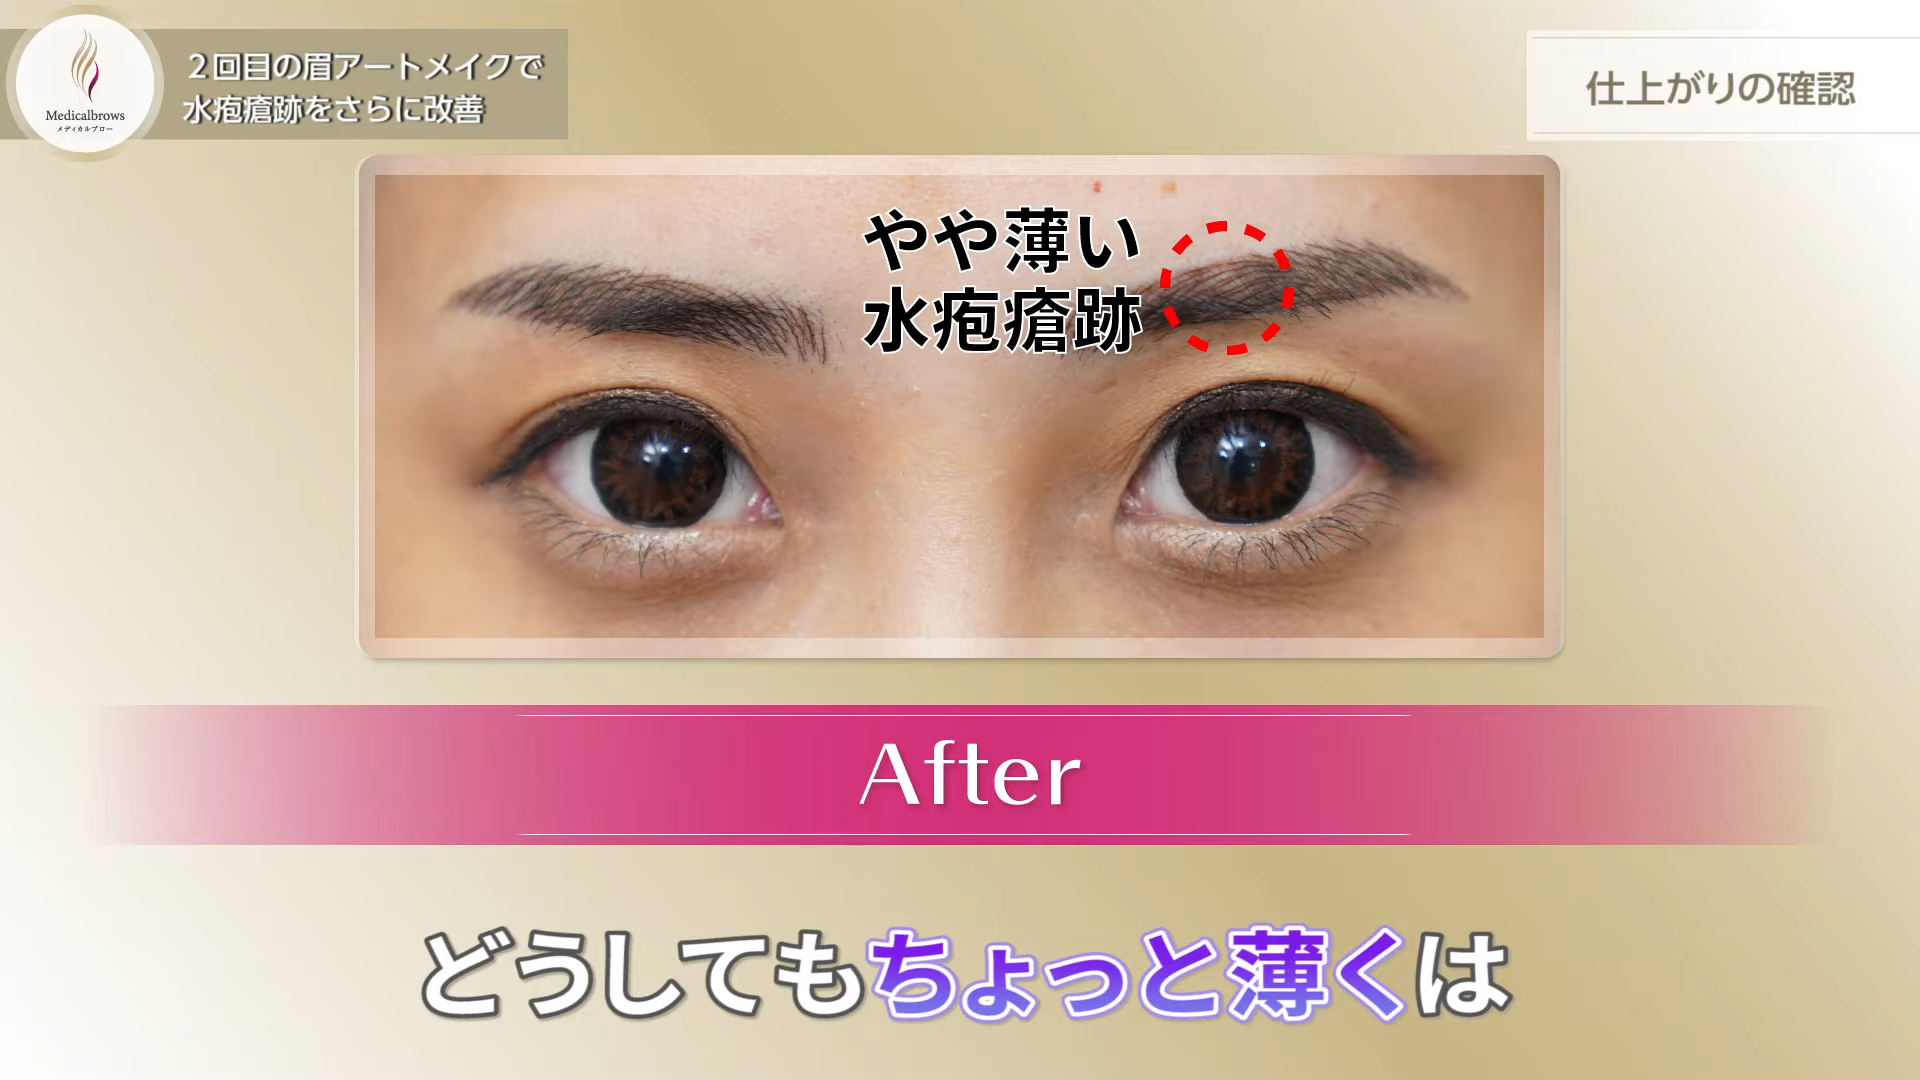 Medicalbrows
メディカルブロー
２回目の眉アートメイクで
水疱瘡跡をさらに改善
仕上がりの確認
やや薄い
水疱瘡跡
After
どうしてもちょっと薄くは